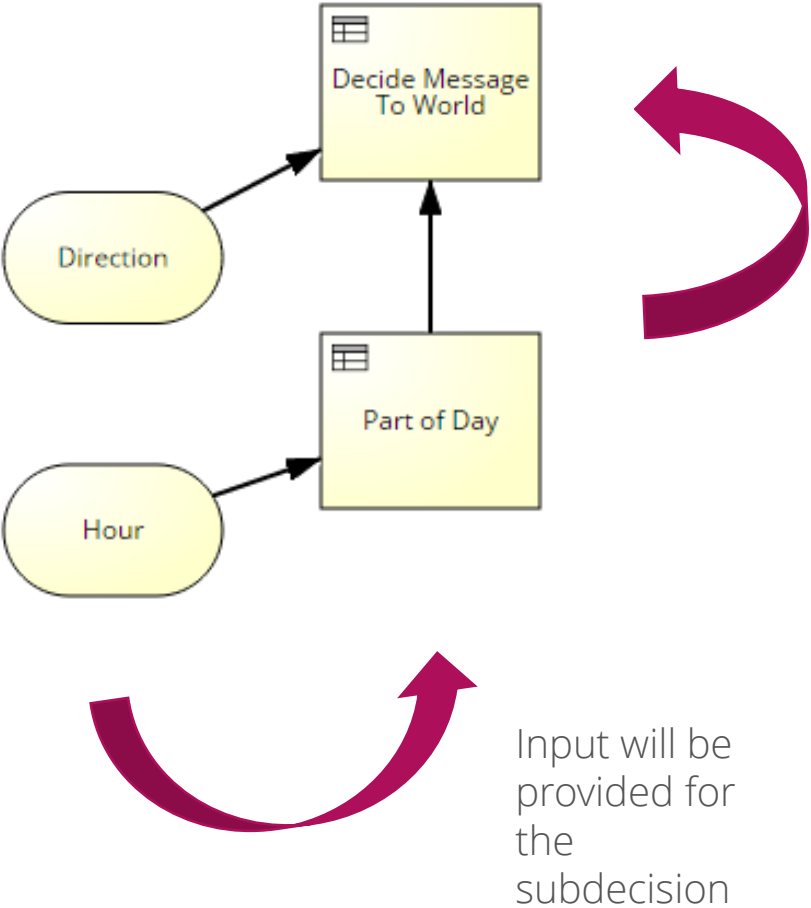 Decide Message
To World
Direction
Part of Day
Hour
Input will be
provided for
the
subdecision